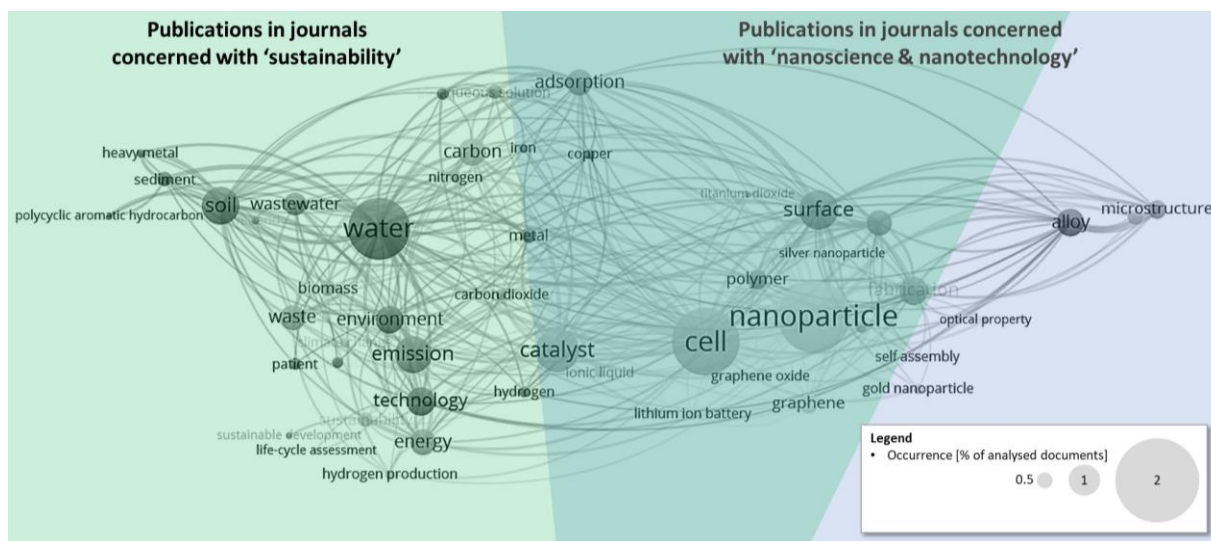 Publications in journals
concerned with ‘sustainability’
Publications in journals concerned
with ‘nanoscience & nanotechnology’
adsorption
aqueous solution
carbon
iron
copper
heavy metal
nitrogen
sediment
titanium dioxide
soil
wastewater
surface
microstructure
polycyclic aromatic hydrocarbon
water
alloy
metal
silver nanoparticle
polymer
biomass
carbon dioxide
fabrication
waste
environment
nanoparticle
optical property
cell
emission
catalyst
self assembly
patient
ionic liquid
graphene oxide
hydrogen
gold nanoparticle
technology
graphene
lithium ion battery
sustainability
sustainable development
energy
life-cycle assessment
hydrogen production
Legend
• Occurrence [% of analysed documents]
0.5
1
2